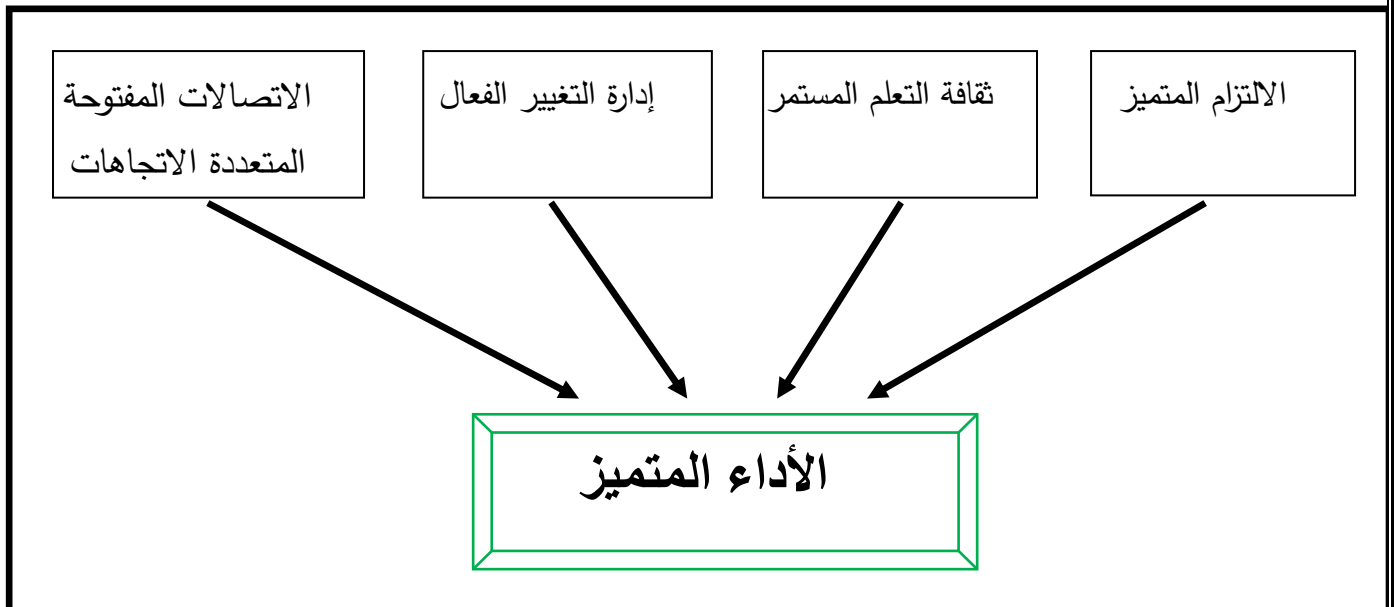 الالتزام المتميز
ثقافة التعلم المستمر
إدارة التغيير الفعال
الاتصالات المفتوحة
المتعددة الاتجاهات
الأداء المتميز